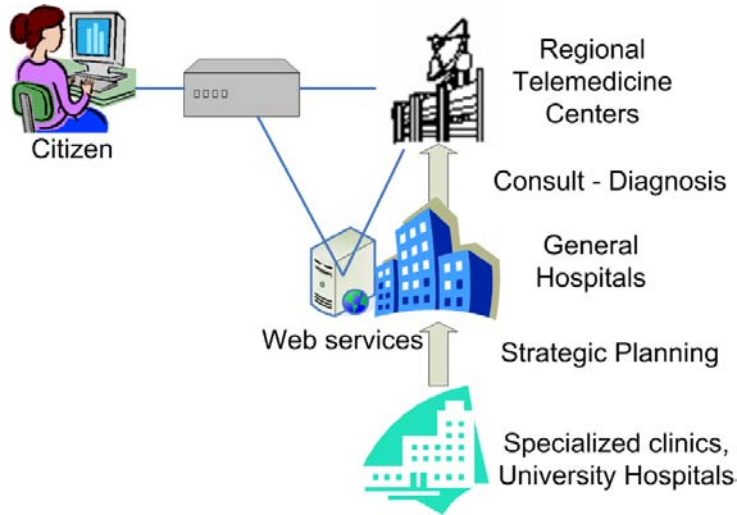 Citizen
Regional
Telemedicine
Centers
Consult - Diagnosis
General
Hospitals
Web services
Strategic Planning
Specialized clinics,
University Hospitals